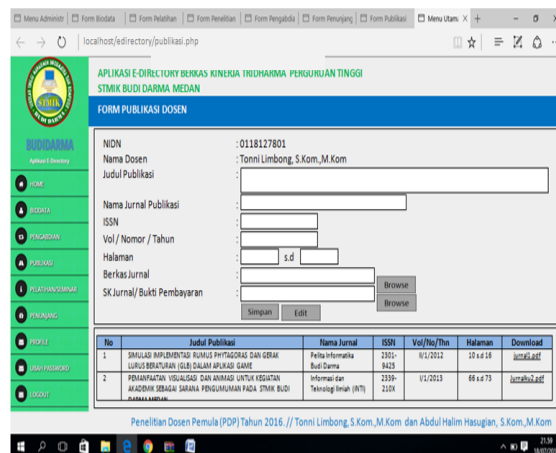 Menu Administr
Form Biodata
Form Pelatihan
Form Penelitian
Form Pengabdia
Form Penunjang
Form Publikasi
Menu Utama
localhost/edirectory/publikasi.php
APLIKASI E-DIRECTORY BERKAS KINERJA TRIDHARMA PERGURUAN TINGGI
STMIK BUDI DARMA MEDAN
FORM PUBLIKASI DOSEN
STMIK
BUDIDARMA
Aplikasi E-Directory
HOME
BIODATA
PENGABDIAN
PUBLIKASI
PELATIHAN/SEMINAR
PENUNJANG
PROFILE
UBAH PASSWORD
LOGOUT
NIDN : 0118127801
Nama Dosen : Tonni Limbong, S.Kom.,M.Kom
Judul Publikasi :
Nama Jurnal Publikasi :
ISSN :
Vol / Nomor / Tahun :
Halaman : s.d
Berkas Jurnal : Browse
SK Jurnal/ Bukti Pembayaran : Browse
Simpan Edit
No Judul Publikasi Nama Jurnal ISSN Vol/No/Thn Halaman Download
1 SIMULASI IMPLEMENTASI RUMUS PHYTAGORAS DAN GERAK Pelita Informatika 2301- I/1/2012 10 s.d 16 jurnal1.pdf
LURUS BERATURAN (GLB) DALAM APLIKASI GAME Budi Darma 9425
2 PEMANFAATAN VISUALISASI DAN ANIMASI UNTUK KEGIATAN Informasi dan 2339- I/1/2013 66 s.d 73 jurnalku2.pdf
AKADEMIK SEBAGAI SARANA PENGUMUMAN PADA STMIK BUDI Teknologi Ilmiah (INTI) 210X
DARMA MEDAN
Penelitian Dosen Pemula (PDP) Tahun 2016. // Tonni Limbong, S.Kom.,M.Kom dan Abdul Halim Hasugian, S.Kom.,M.Kom
21.59